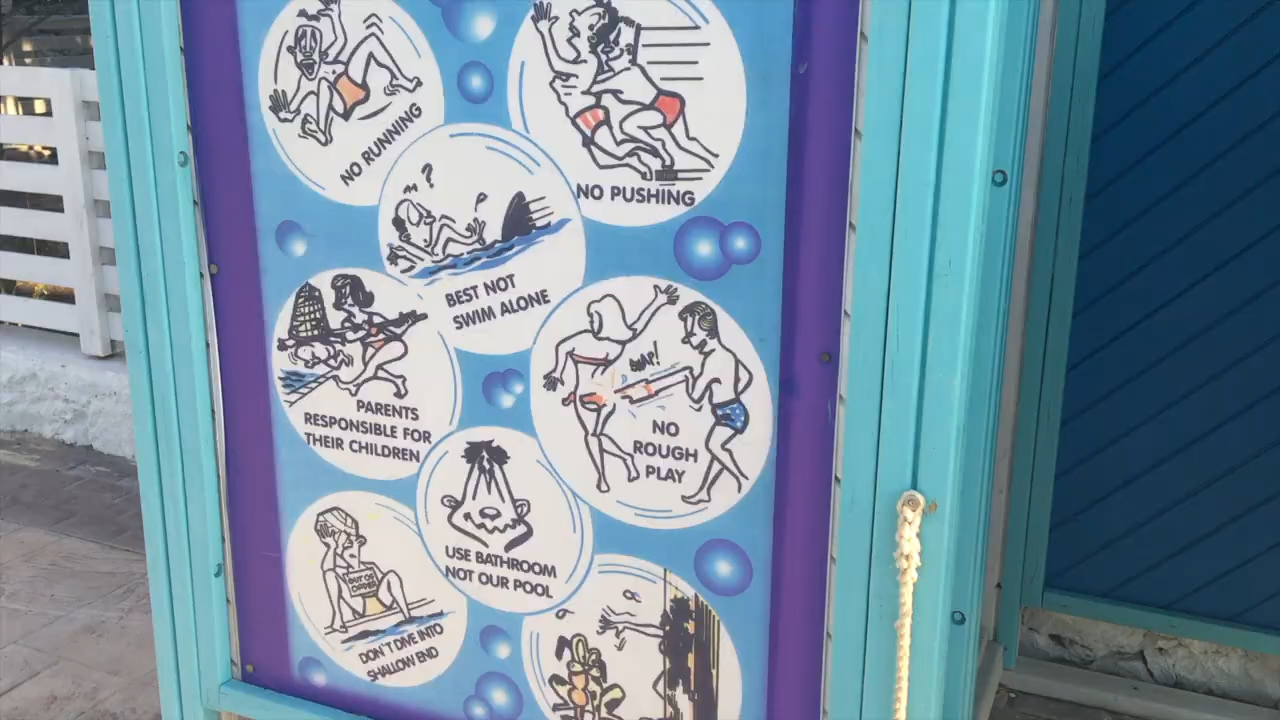 NO RUNNING
NO PUSHING
BEST NOT
SWIM ALONE
PARENTS
RESPONSIBLE FOR
THEIR CHILDREN
NO
ROUGH
PLAY
USE BATHROOM
NOT OUR POOL
OUT OF
ORDER
DON'T DIVE INTO
SHALLOW END